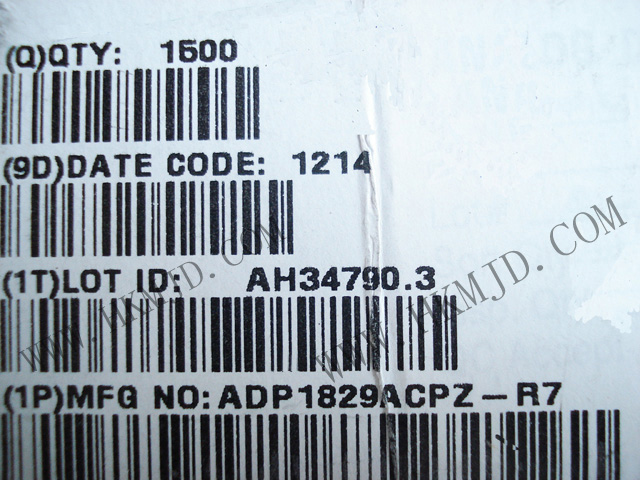 (Q)QTY: 1500
(9D)DATE CODE: 1214
(1T)LOT ID: AH34790.3
(1P)MFG NO: ADP1829ACPZ-R7
WWW.HKMJD.COM
WWW.HKMJD.COM